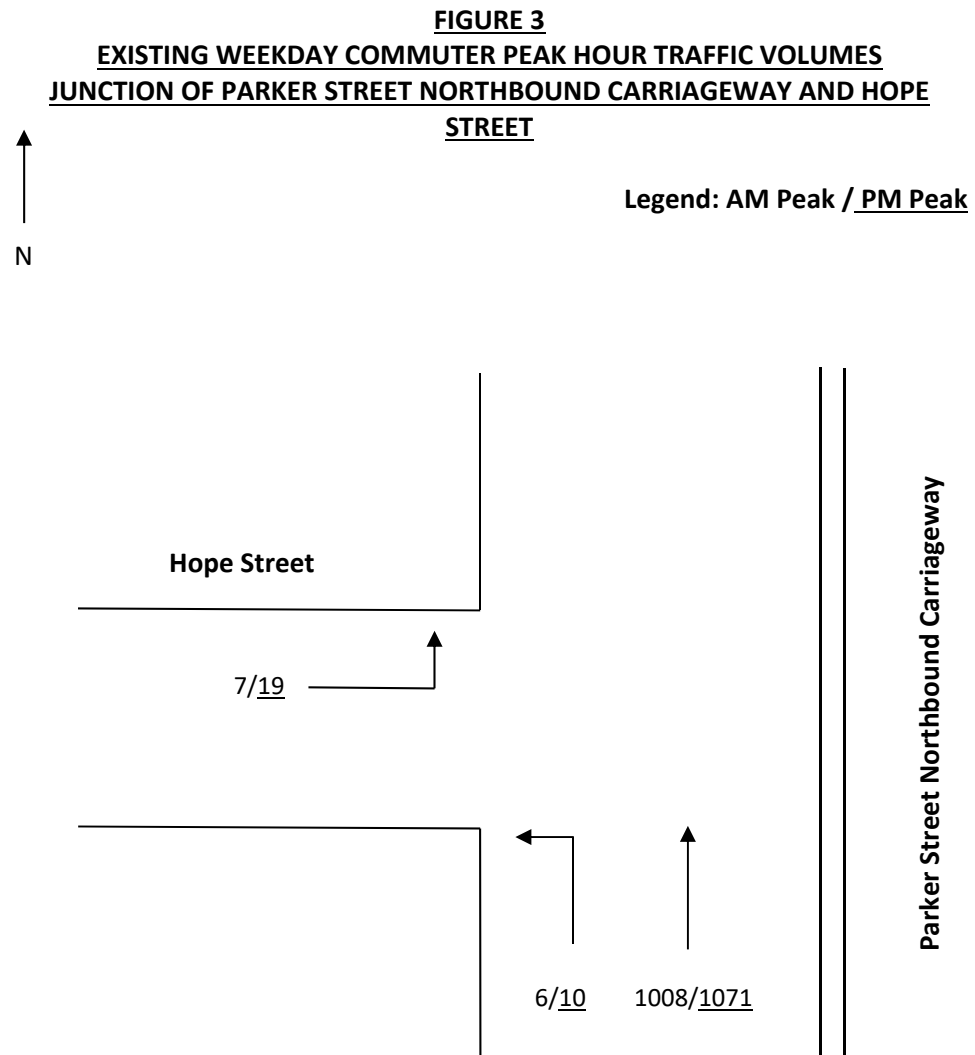 FIGURE 3
EXISTING WEEKDAY COMMUTER PEAK HOUR TRAFFIC VOLUMES
JUNCTION OF PARKER STREET NORTHBOUND CARRIAGEWAY AND HOPE
STREET
Legend: AM Peak / PM Peak
N
Hope Street
Parker Street Northbound Carriageway
7/19
6/10
1008/1071